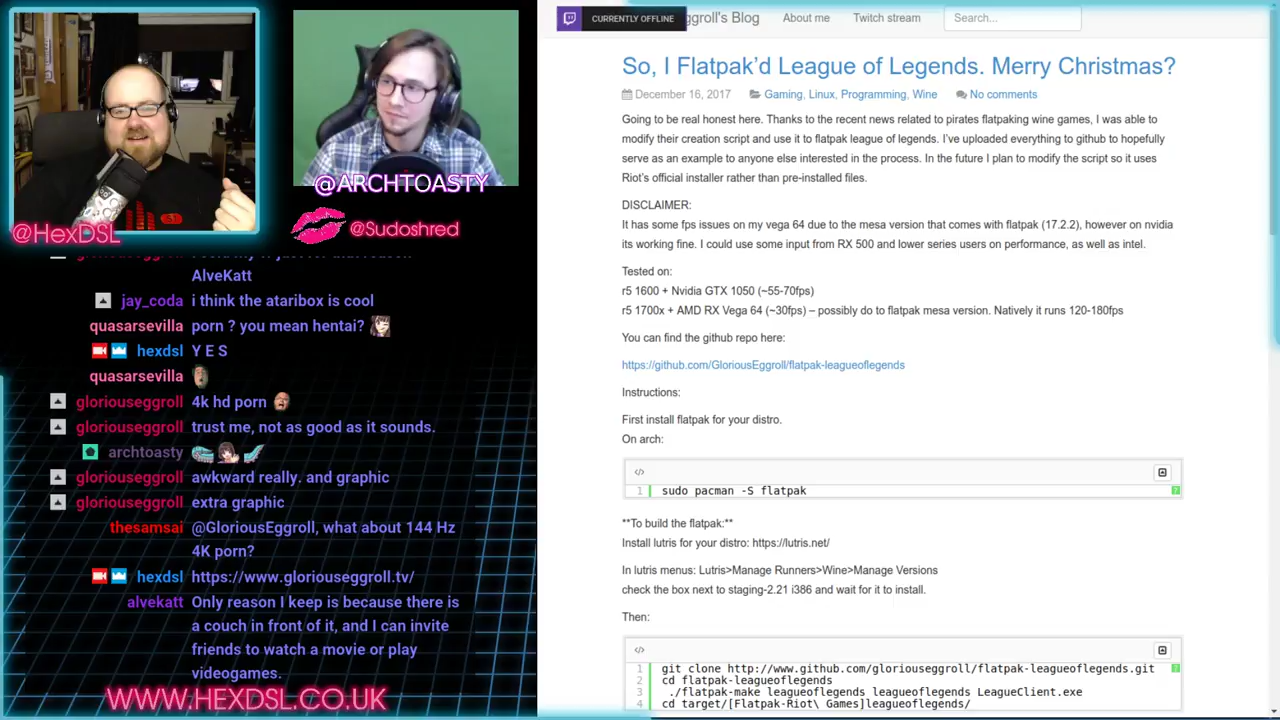 @HexDSL
@ARCHTOASTY
@Sudoshred
AlveKatt
jay_coda i think the ataribox is cool
quasarsevilla porn ? you mean hentai?
hexdsl Y E S
quasarsevilla
gloriouseggroll 4k hd porn
gloriouseggroll trust me, not as good as it sounds.
archtoasty
gloriouseggroll awkward really. and graphic
gloriouseggroll extra graphic
thesamsai @GloriousEggroll, what about 144 Hz
4K porn?
hexdsl https://www.gloriouseggroll.tv/
alvekatt Only reason I keep is because there is
a couch in front of it, and I can invite
friends to watch a movie or play
videogames.
WWW.HEXDSL.CO.UK
CURRENTLY OFFLINE
ggroll's Blog About me Twitch stream Search...
So, I Flatpak'd League of Legends. Merry Christmas?
December 16, 2017 Gaming, Linux, Programming, Wine No comments
Going to be real honest here. Thanks to the recent news related to pirates flatpaking wine games, I was able to
modify their creation script and use it to flatpak league of legends. I've uploaded everything to github to hopefully
serve as an example to anyone else interested in the process. In the future I plan to modify the script so it uses
Riot's official installer rather than pre-installed files.
DISCLAIMER:
It has some fps issues on my vega 64 due to the mesa version that comes with flatpak (17.2.2), however on nvidia
its working fine. I could use some input from RX 500 and lower series users on performance, as well as intel.
Tested on:
r5 1600 + Nvidia GTX 1050 (~55-70fps)
r5 1700x + AMD RX Vega 64 (~30fps) – possibly do to flatpak mesa version. Natively it runs 120-180fps
You can find the github repo here:
https://github.com/GloriousEggroll/flatpak-leagueoflegends
Instructions:
First install flatpak for your distro.
On arch:
</>
1 sudo pacman -S flatpak ?
**To build the flatpak:**
Install lutris for your distro: https://lutris.net/
In lutris menus: Lutris>Manage Runners>Wine>Manage Versions
check the box next to staging-2.21 i386 and wait for it to install.
Then:
</>
1 git clone http://www.github.com/gloriouseggroll/flatpak-leagueoflegends.git ?
2 cd flatpak-leagueoflegends
3 ./flatpak-make leagueoflegends leagueoflegends LeagueClient.exe
4 cd target/[Flatpak-Riot\ Games]leagueoflegends/